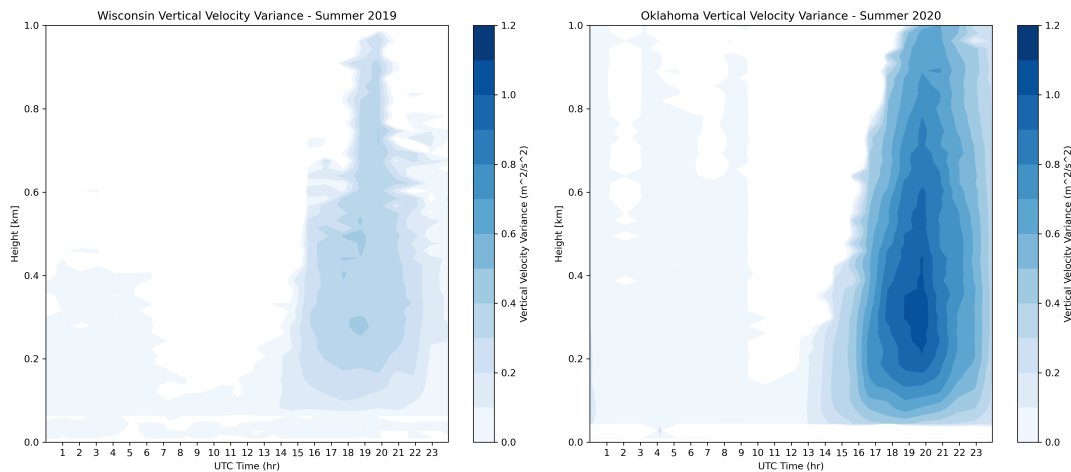 Wisconsin Vertical Velocity Variance - Summer 2019
1.0
0.8
0.6
0.4
0.2
0.0
Height [km]
1 2 3 4 5 6 7 8 9 10 11 12 13 14 15 16 17 18 19 20 21 22 23
UTC Time (hr)
1.2
1.0
0.8
0.6
0.4
0.2
0.0
Vertical Velocity Variance (m^2/s^2)
Oklahoma Vertical Velocity Variance - Summer 2020
1.0
0.8
0.6
0.4
0.2
0.0
Height [km]
1 2 3 4 5 6 7 8 9 10 11 12 13 14 15 16 17 18 19 20 21 22 23
UTC Time (hr)
1.2
1.0
0.8
0.6
0.4
0.2
0.0
Vertical Velocity Variance (m^2/s^2)